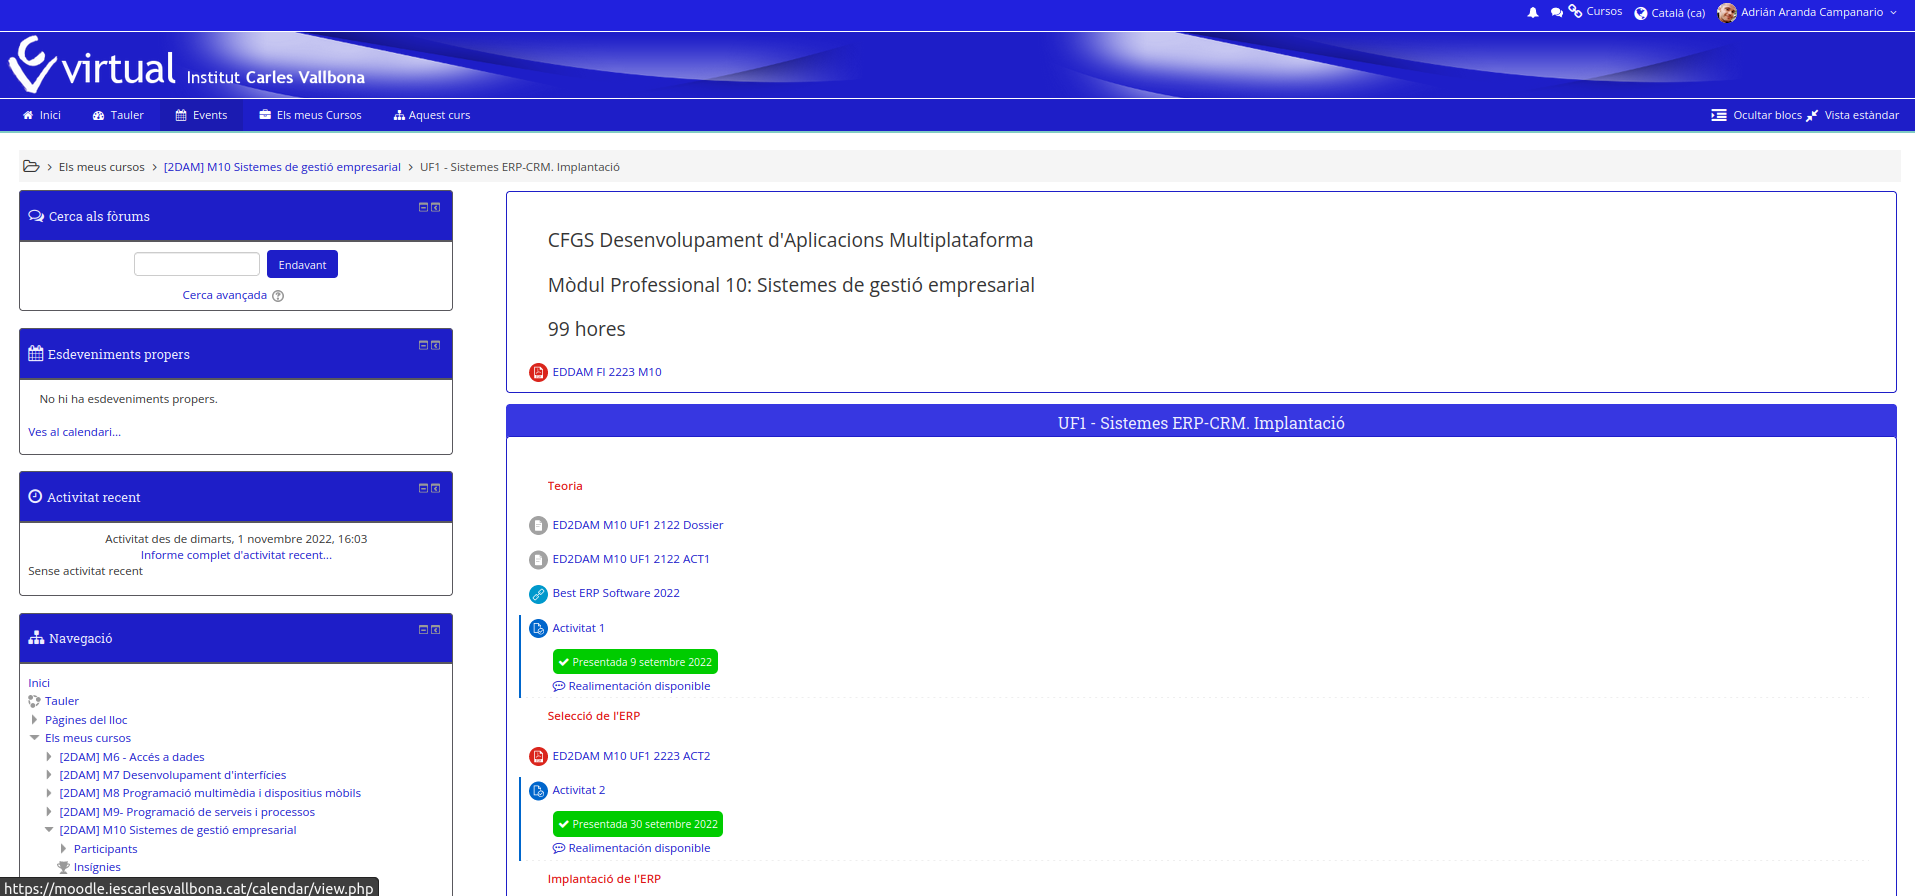 Cursos
Català (ca)
Adrián Aranda Campanario
virtual Institut Carles Vallbona
Inici
Tauler
Events
Els meus Cursos
Aquest curs
Ocultar blocs
Vista estàndar
Els meus cursos
[2DAM] M10 Sistemes de gestió empresarial
UF1 - Sistemes ERP-CRM. Implantació
Cerca als fòrums
Endavant
Cerca avançada
Esdeveniments propers
No hi ha esdeveniments propers.
Ves al calendari...
Activitat recent
Activitat des de dimarts, 1 novembre 2022, 16:03
Informe complet d'activitat recent...
Sense activitat recent
Navegació
Inici
Tauler
Pàgines del lloc
Els meus cursos
[2DAM] M6 - Accés a dades
[2DAM] M7 Desenvolupament d'interfícies
[2DAM] M8 Programació multimèdia i dispositius mòbils
[2DAM] M9- Programació de serveis i processos
[2DAM] M10 Sistemes de gestió empresarial
Participants
Insígnies
https://moodle.iescarlesvallbona.cat/calendar/view.php
CFGS Desenvolupament d'Aplicacions Multiplataforma
Mòdul Professional 10: Sistemes de gestió empresarial
99 hores
EDDAM FI 2223 M10
UF1 - Sistemes ERP-CRM. Implantació
Teoria
ED2DAM M10 UF1 2122 Dossier
ED2DAM M10 UF1 2122 ACT1
Best ERP Software 2022
Activitat 1
Presentada 9 setembre 2022
Realimentación disponible
Selecció de l'ERP
ED2DAM M10 UF1 2223 ACT2
Activitat 2
Presentada 30 setembre 2022
Realimentación disponible
Implantació de l'ERP